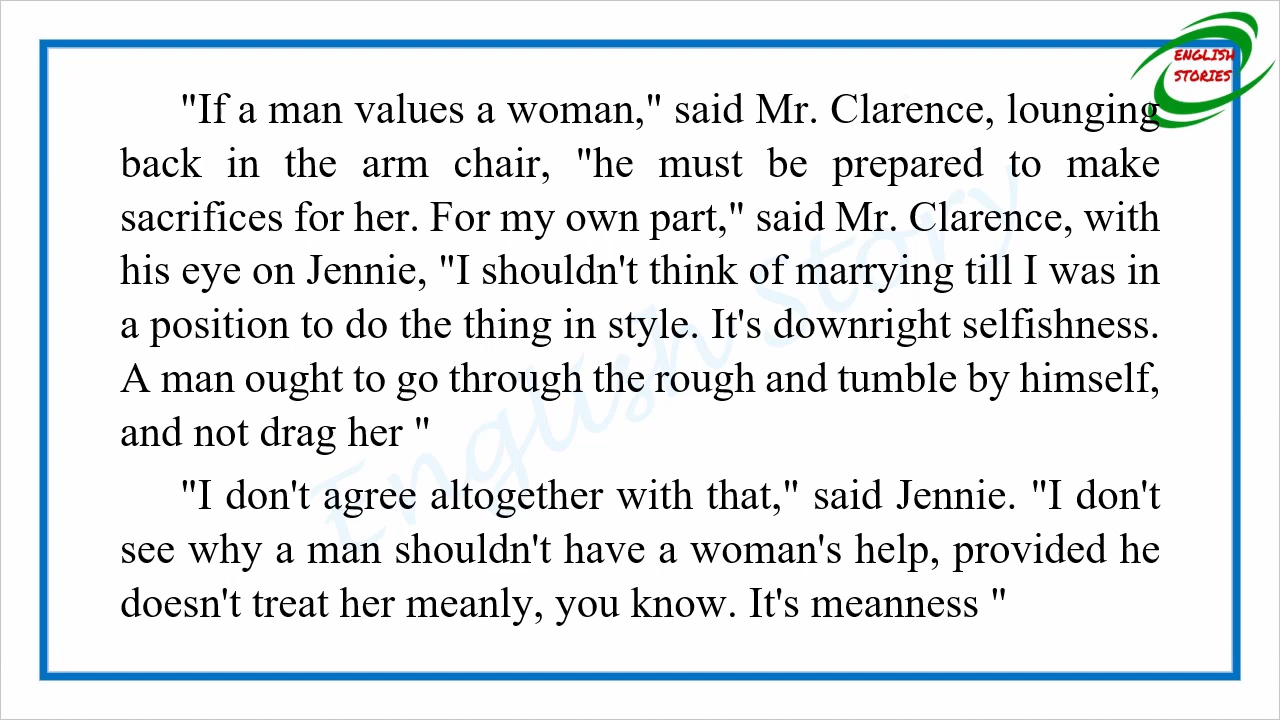 ENGLISH
STORIES
"If a man values a woman," said Mr. Clarence, lounging
back in the arm chair, "he must be prepared to make
sacrifices for her. For my own part," said Mr. Clarence, with
his eye on Jennie, "I shouldn't think of marrying till I was in
a position to do the thing in style. It's downright selfishness.
A man ought to go through the rough and tumble by himself,
and not drag her "
"I don't agree altogether with that," said Jennie. "I don't
see why a man shouldn't have a woman's help, provided he
doesn't treat her meanly, you know. It's meanness "
English Story